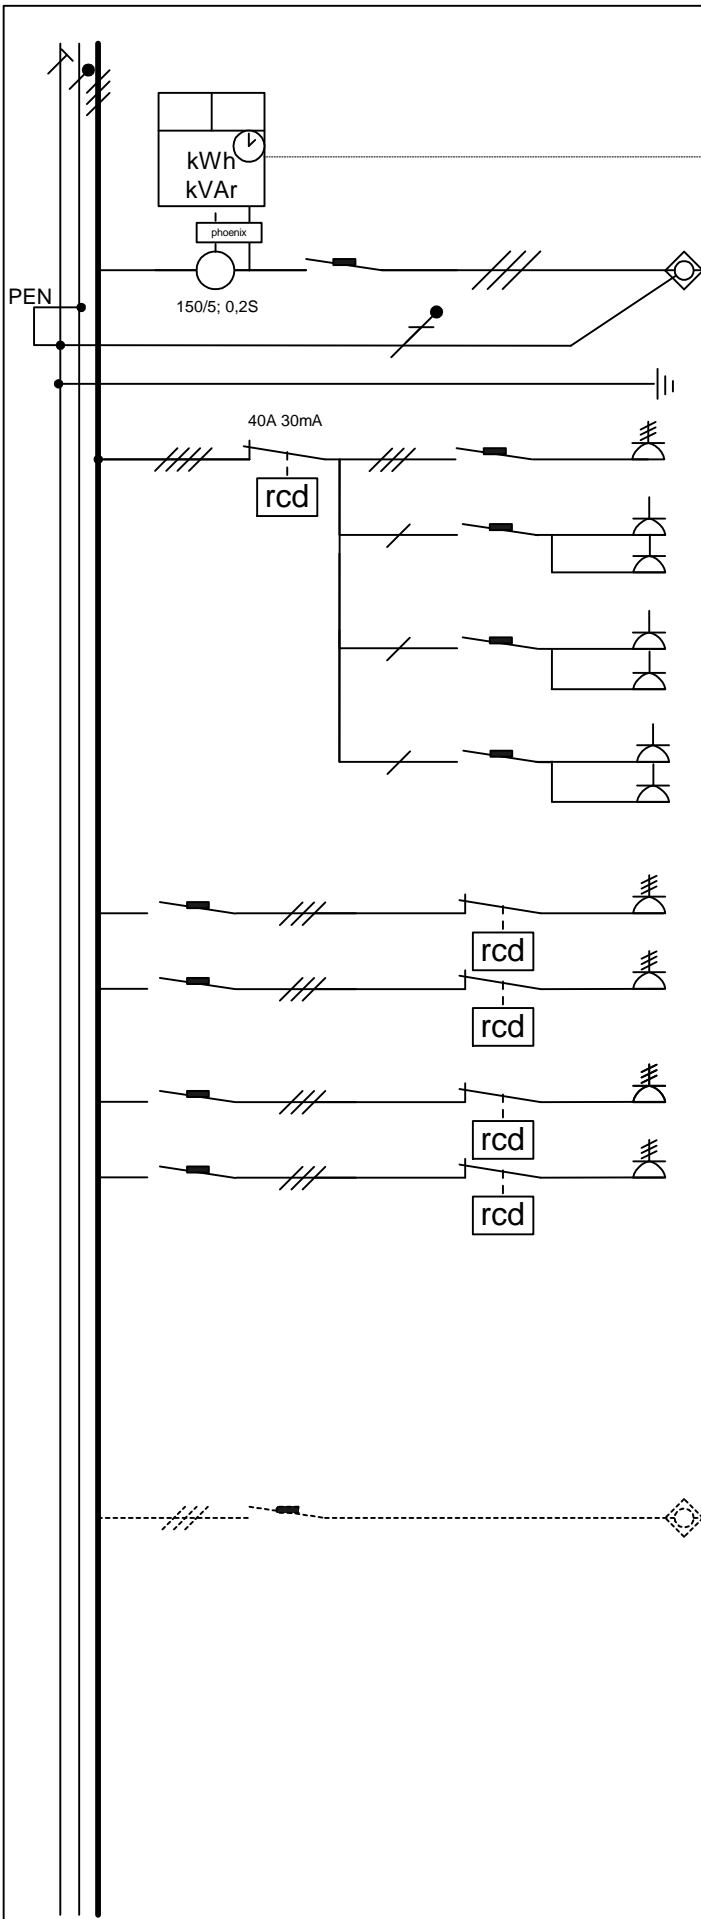 kWh
kVAr
phoenix
150/5; 0,2S
PEN
40A 30mA
rcd
rcd
rcd
rcd
rcd